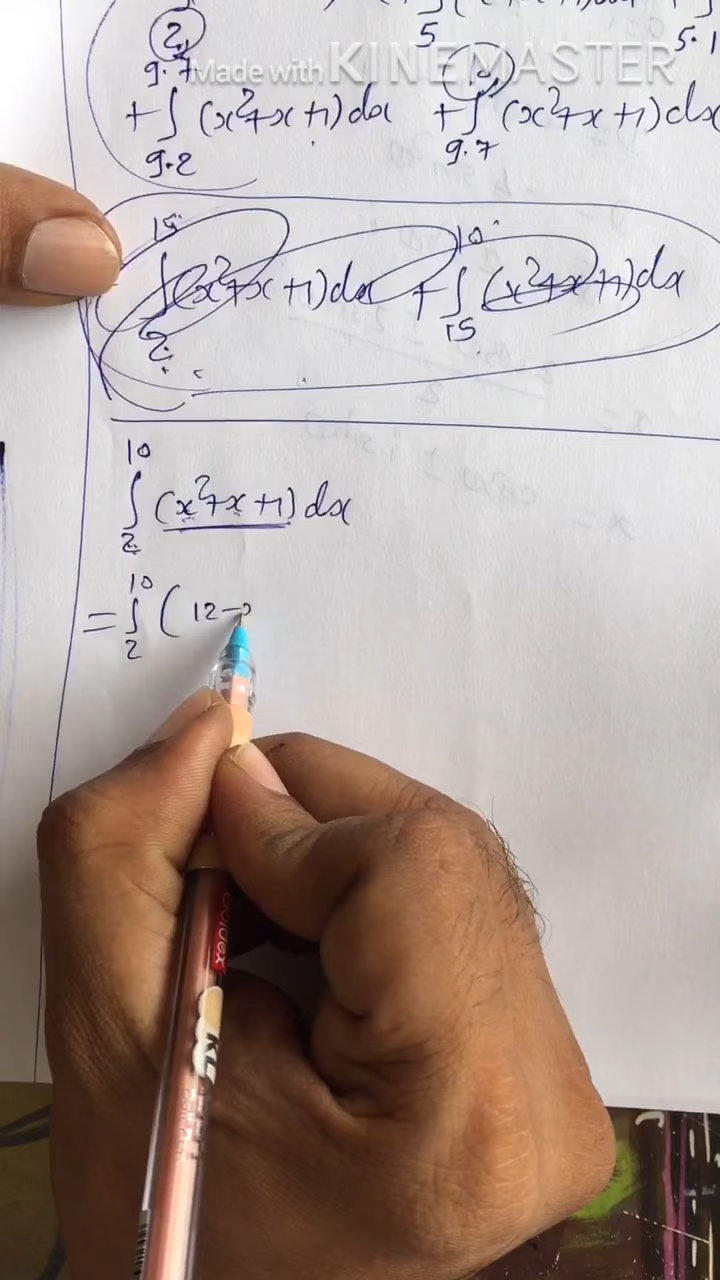 5
5.1
2
9.7
Made with KINEMASTER
+∫ (x²+x+1)dx +∫ (x²+x+1)dx
9.2 9.7
15 10
∫(x²+x+1)dx + ∫(x²+x+1)dx
2 15
10
∫ (x²+x+1)dx
2
10
= ∫ ( 12-
2